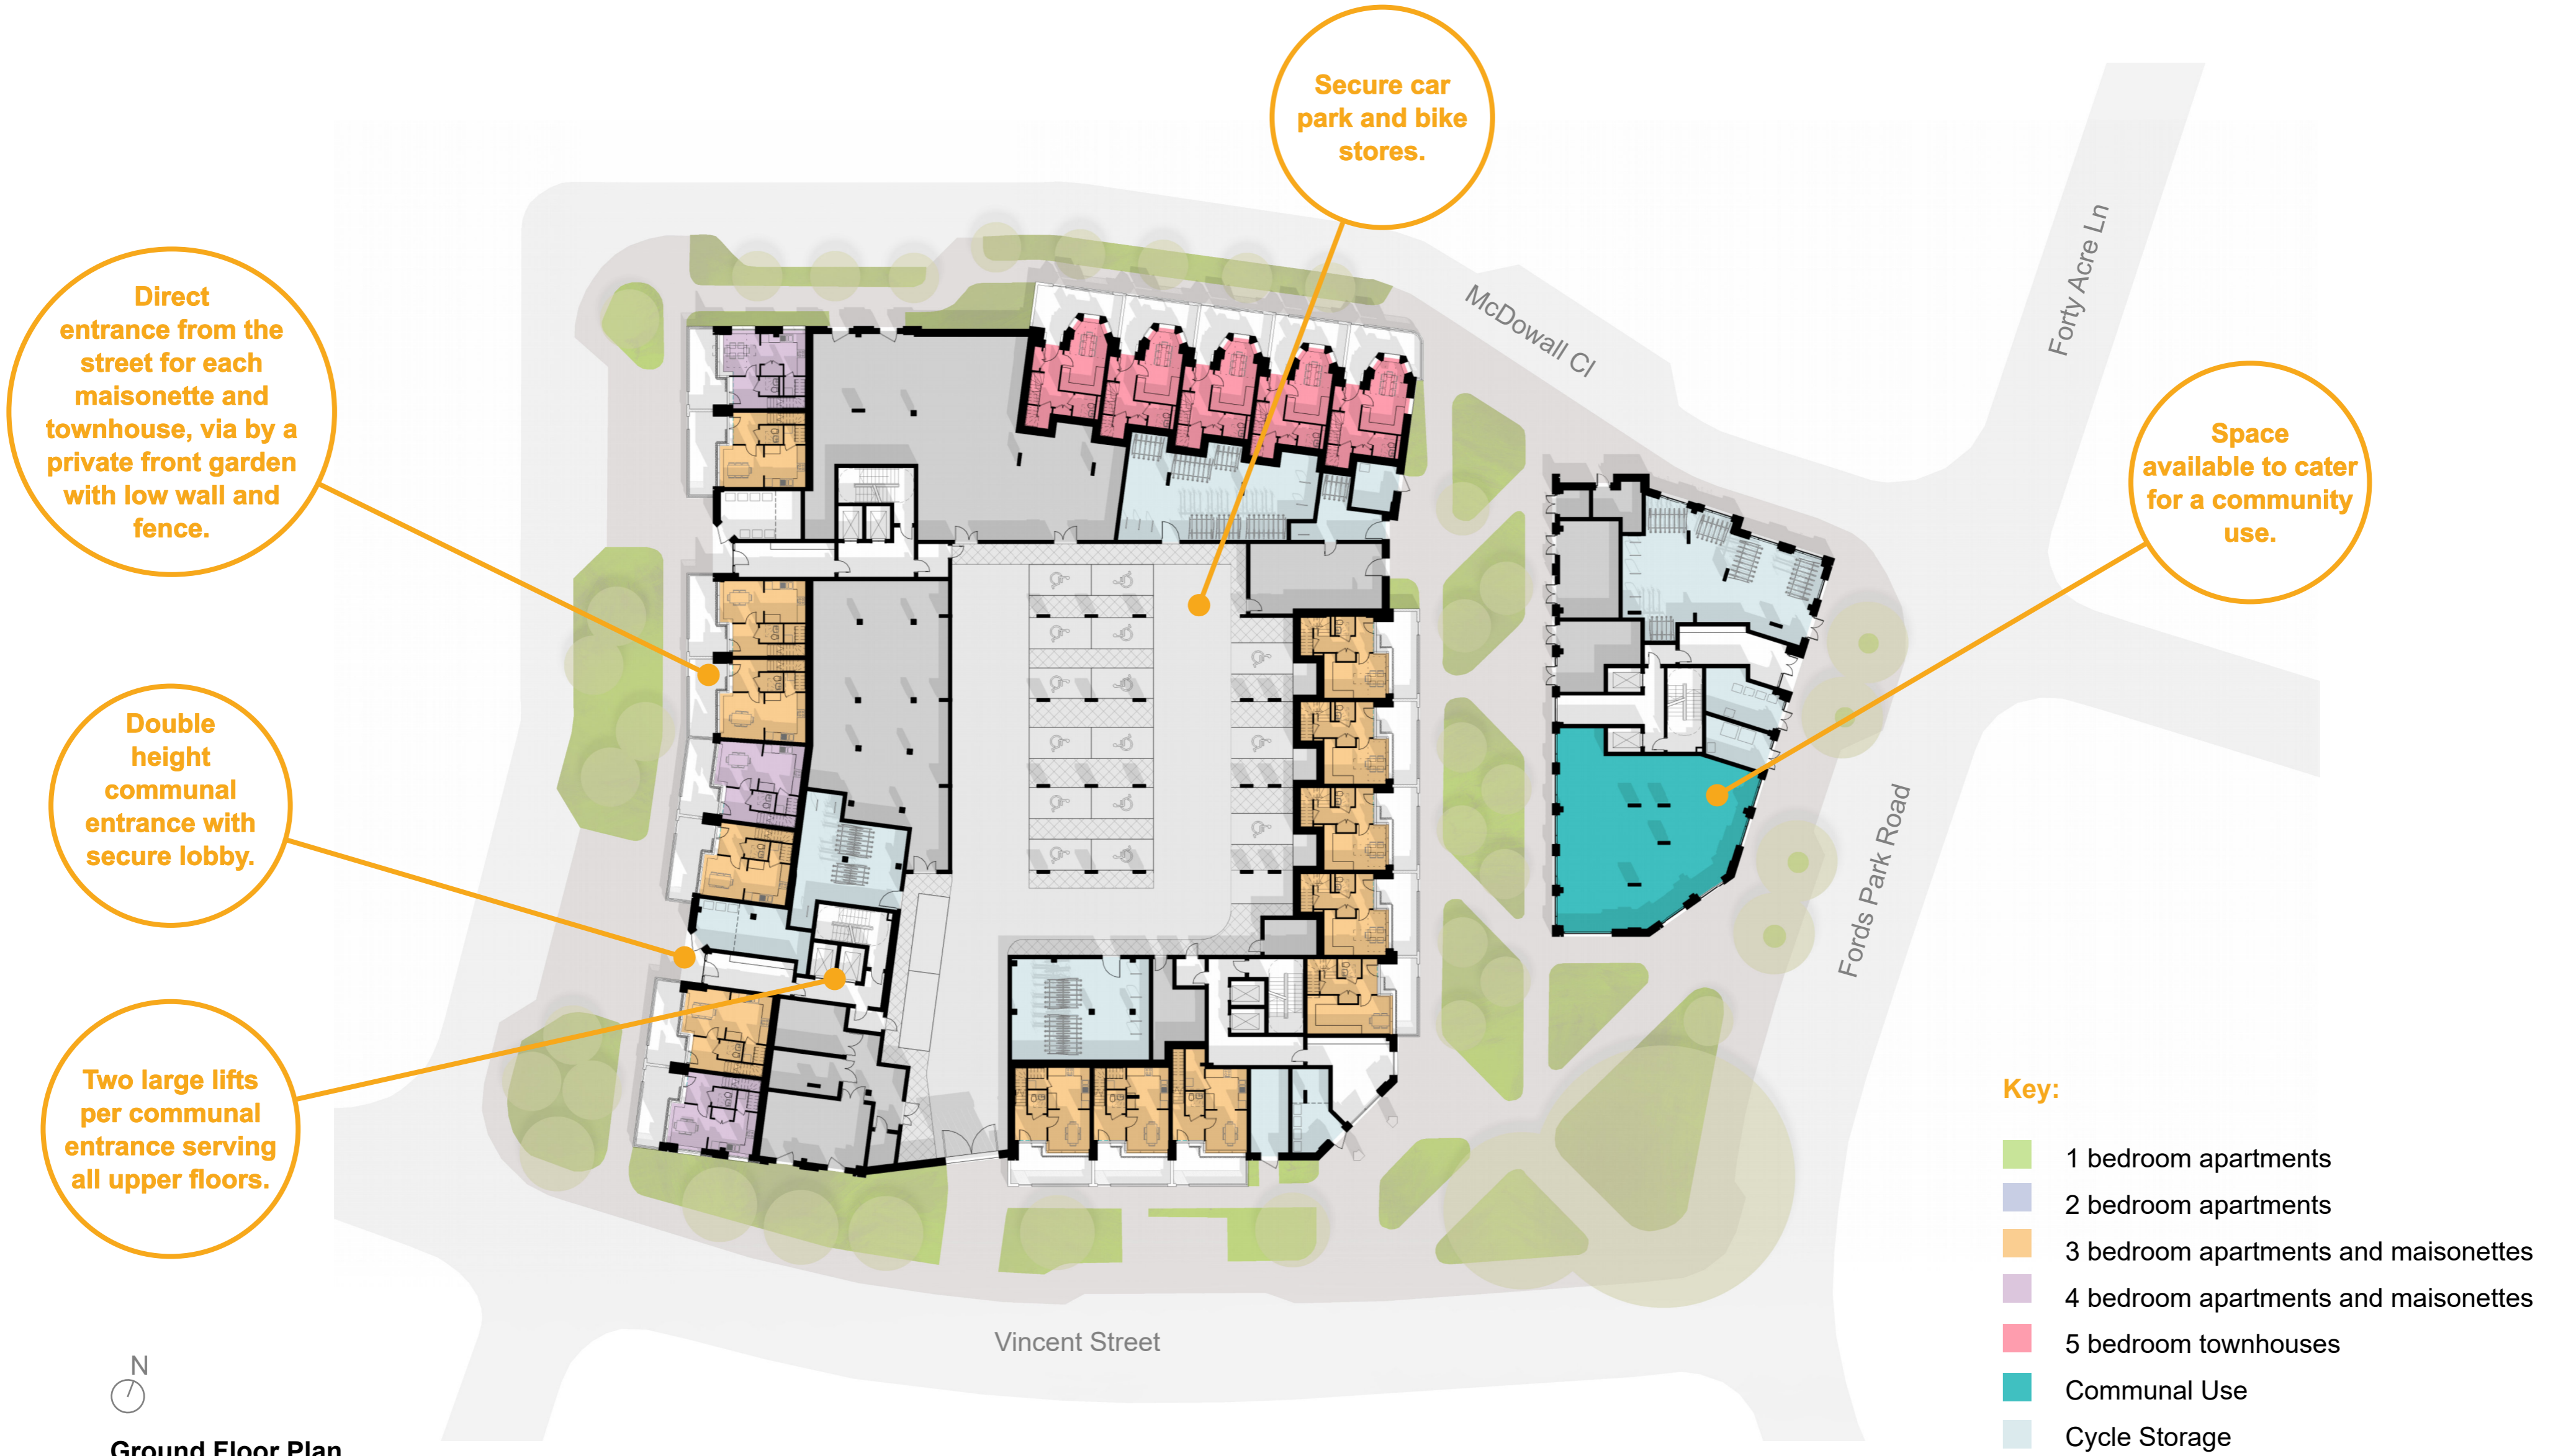 Secure car
park and bike
stores.
Direct
entrance from the
street for each
maisonette and
townhouse, via by a
private front garden
with low wall and
fence.
McDowall Cl
Forty Acre Ln
Space
available to cater
for a community
use.
Double
height
communal
entrance with
secure lobby.
Fords Park Road
Two large lifts
per communal
entrance serving
all upper floors.
Vincent Street
Key:
1 bedroom apartments
2 bedroom apartments
3 bedroom apartments and maisonettes
4 bedroom apartments and maisonettes
5 bedroom townhouses
Communal Use
Cycle Storage
N
Ground Floor Plan